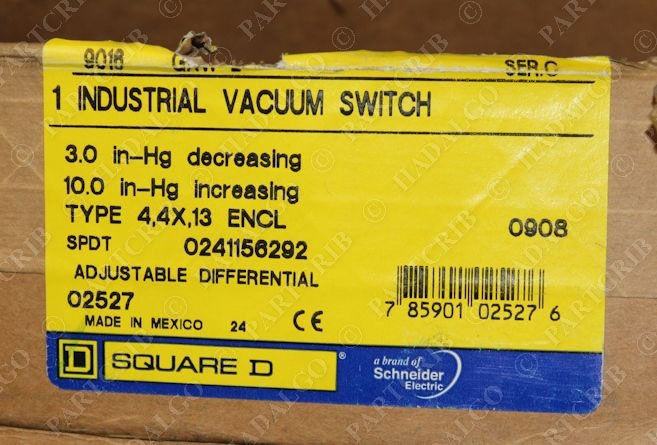 9016 SER.C
1 INDUSTRIAL VACUUM SWITCH
3.0 in-Hg decreasing
10.0 in-Hg increasing
TYPE 4,4X,13 ENCL
0908
SPDT 0241156292
ADJUSTABLE DIFFERENTIAL
02527
7 85901 02527 6
MADE IN MEXICO 24 CE
D SQUARE D ®
a brand of
Schneider
Electric
© PARTCRIB © HADALGO